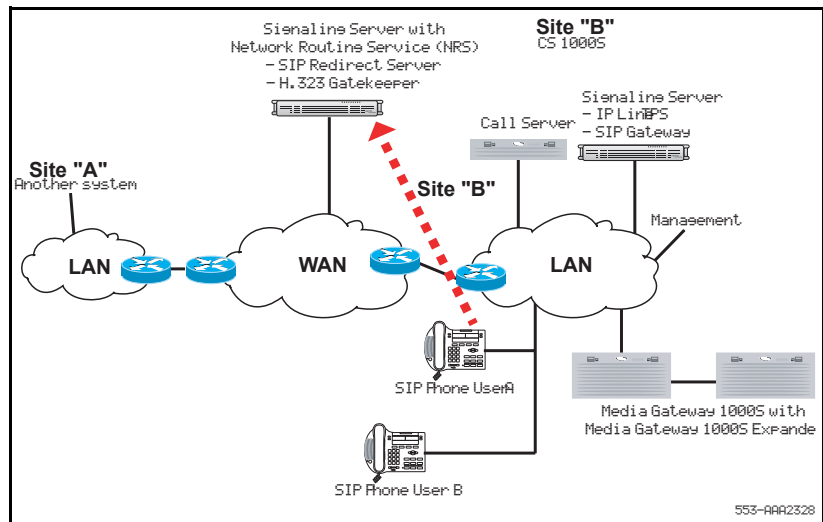 Signaling Server with
Network Routing Service (NRS)
– SIP Redirect Server
– H.323 Gatekeeper
Site "B"
CS 1000S
Signaling Server
– IP Line TPS
– SIP Gateway
Call Server
Site "A"
Another system
Site "B"
Management
LAN
WAN
LAN
SIP Phone User A
Media Gateway 1000S with
Media Gateway 1000S Expande
SIP Phone User B
553-AAA2328